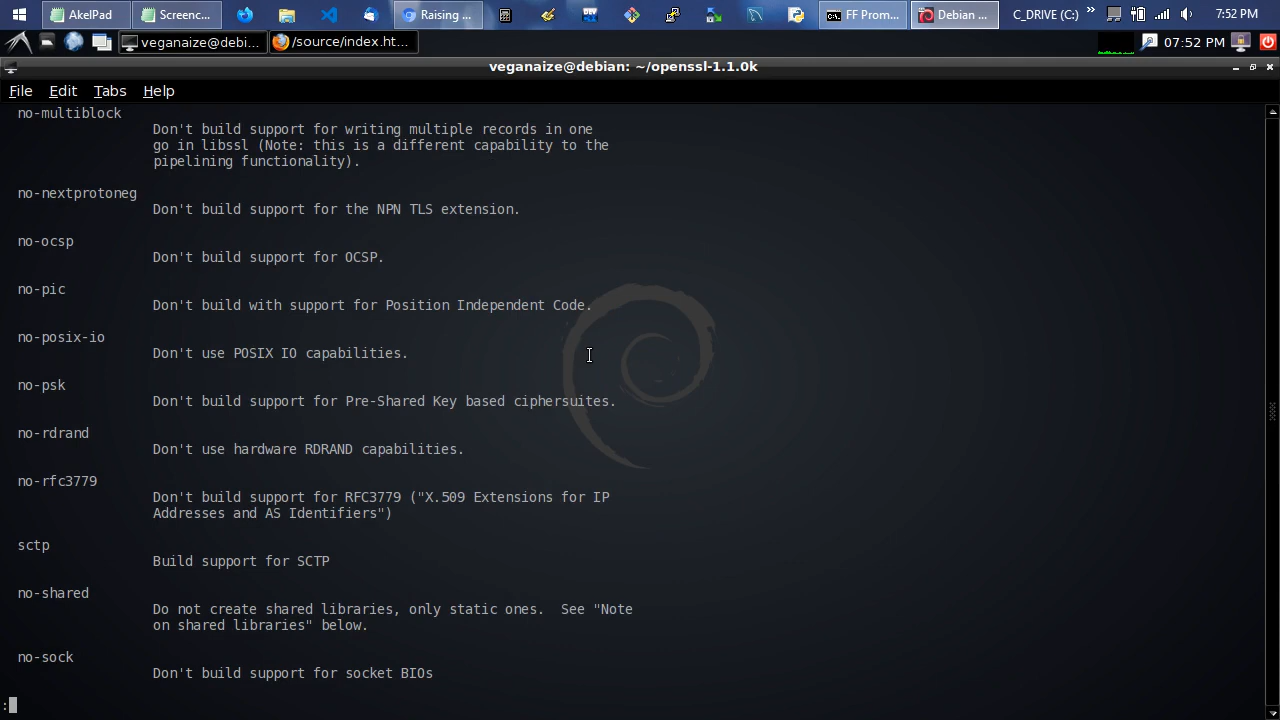 AkelPad
Screenc...
Raising ...
FF Prom...
Debian ...
C_DRIVE (C:)
7:52 PM
veganaize@debi...
/source/index.ht...
07:52 PM
veganaize@debian: ~/openssl-1.1.0k
File Edit Tabs Help
no-multiblock
Don't build support for writing multiple records in one
go in libssl (Note: this is a different capability to the
pipelining functionality).
no-nextprotoneg
Don't build support for the NPN TLS extension.
no-ocsp
Don't build support for OCSP.
no-pic
Don't build with support for Position Independent Code.
no-posix-io
Don't use POSIX IO capabilities.
no-psk
Don't build support for Pre-Shared Key based ciphersuites.
no-rdrand
Don't use hardware RDRAND capabilities.
no-rfc3779
Don't build support for RFC3779 ("X.509 Extensions for IP
Addresses and AS Identifiers")
sctp
Build support for SCTP
no-shared
Do not create shared libraries, only static ones.  See "Note
on shared libraries" below.
no-sock
Don't build support for socket BIOs
: